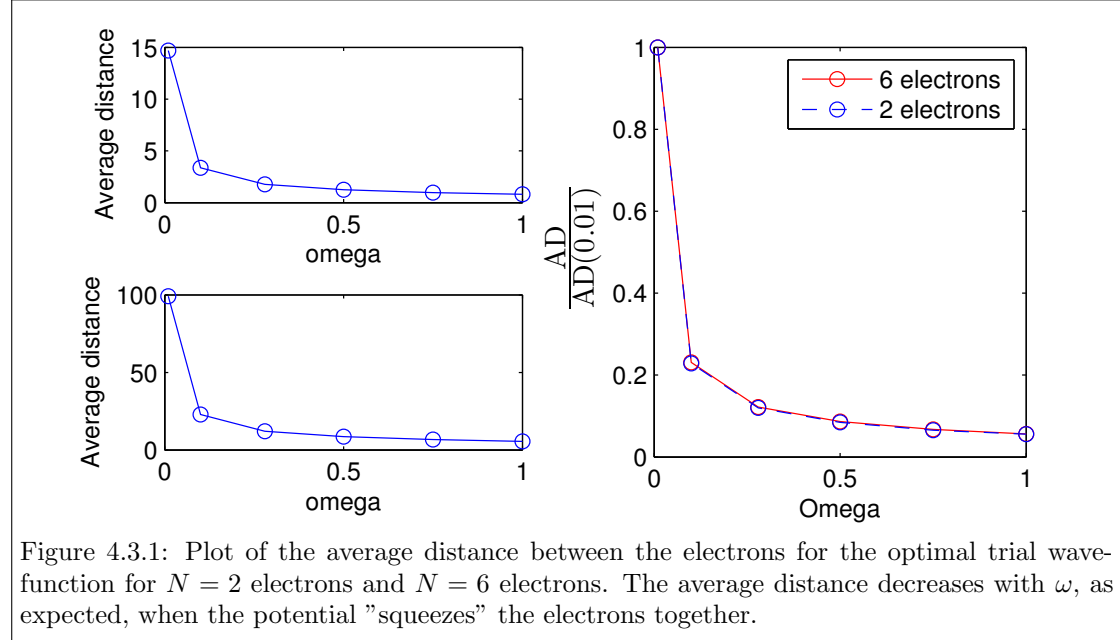 Average distance
15
10
5
0
0
0.5
1
omega
Average distance
100
50
0
0
0.5
1
omega
AD
AD(0.01)
1
0.8
0.6
0.4
0.2
0
0
0.5
1
Omega
6 electrons
2 electrons
Figure 4.3.1: Plot of the average distance between the electrons for the optimal trial wave-
function for N = 2 electrons and N = 6 electrons. The average distance decreases with ω, as
expected, when the potential ”squeezes” the electrons together.